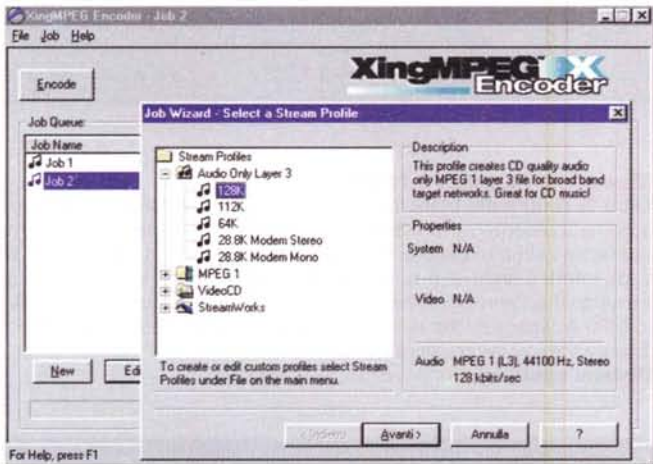 XingMPEG Encoder - Job 2
File Job Help
XingMPEG X
Encoder
Encode
Job Queue:
Job Name
Job 1
Job 2
New
Edi
For Help, press F1
Job Wizard - Select a Stream Profile
Stream Profiles
Audio Only Layer 3
128K
112K
64K
28.8K Modem Stereo
28.8K Modem Mono
MPEG 1
VideoCD
StreamWorks
To create or edit custom profiles select Stream
Profiles under File on the main menu.
Description
This profile creates CD quality audio
only MPEG 1 layer 3 file for broad band
target networks. Great for CD music!
Properties
System N/A
Video N/A
Audio MPEG 1 (L3), 44100 Hz, Stereo
128 kbits/sec
< Indietro
Avanti >
Annulla
?